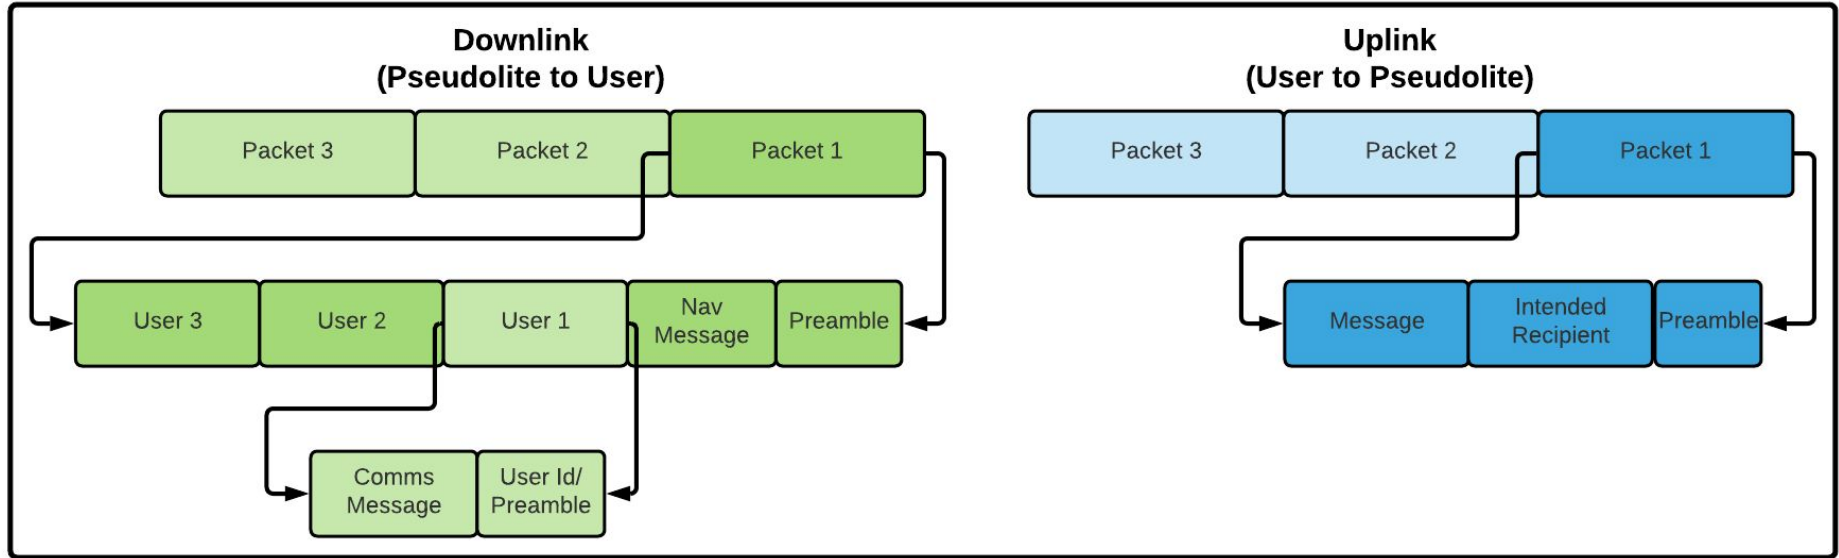 Downlink
(Pseudolite to User)
Packet 3
Packet 2
Packet 1
User 3
User 2
User 1
Nav
Message
Preamble
Comms
Message
User Id/
Preamble
Uplink
(User to Pseudolite)
Packet 3
Packet 2
Packet 1
Message
Intended
Recipient
Preamble